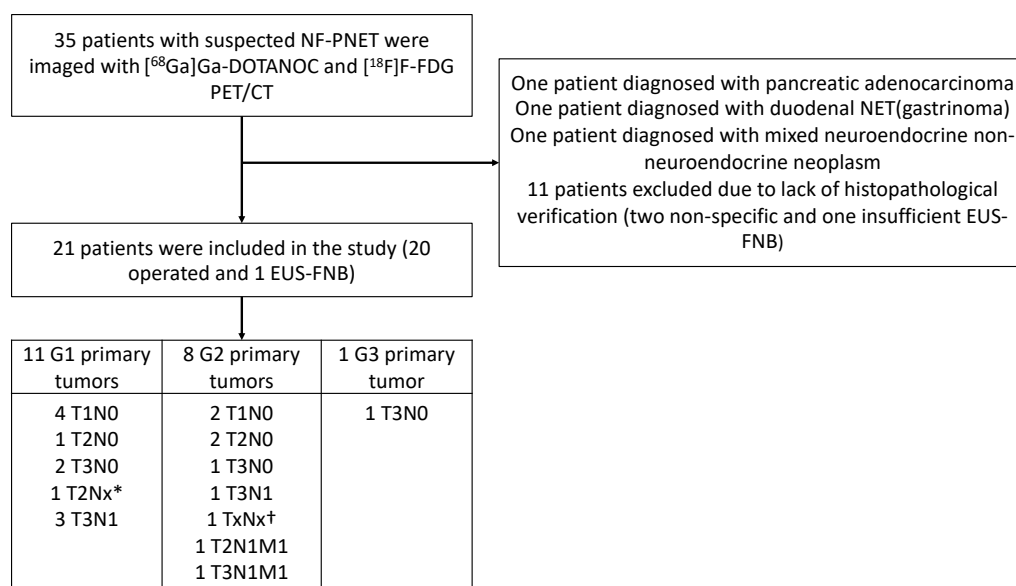 35 patients with suspected NF-PNET were
imaged with [⁶⁸Ga]Ga-DOTANOC and [¹⁸F]F-FDG
PET/CT
One patient diagnosed with pancreatic adenocarcinoma
One patient diagnosed with duodenal NET(gastrinoma)
One patient diagnosed with mixed neuroendocrine non-
neuroendocrine neoplasm
11 patients excluded due to lack of histopathological
verification (two non-specific and one insufficient EUS-
FNB)
21 patients were included in the study (20
operated and 1 EUS-FNB)
11 G1 primary
tumors
4 T1N0
1 T2N0
2 T3N0
1 T2Nx*
3 T3N1
8 G2 primary
tumors
2 T1N0
2 T2N0
1 T3N0
1 T3N1
1 TxNx†
1 T2N1M1
1 T3N1M1
1 G3 primary
tumor
1 T3N0